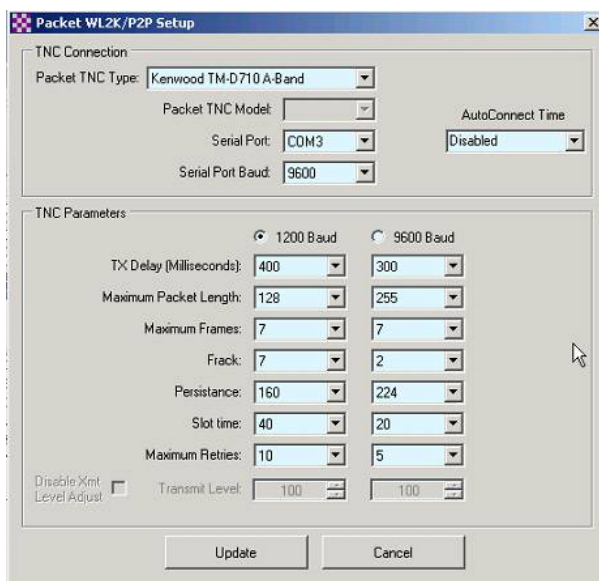 Packet WL2K/P2P Setup
TNC Connection
Packet TNC Type: Kenwood TM-D710 A-Band
Packet TNC Model:
AutoConnect Time
Serial Port: COM3
Disabled
Serial Port Baud: 9600
TNC Parameters
1200 Baud 9600 Baud
TX Delay (Milliseconds): 400 300
Maximum Packet Length: 128 255
Maximum Frames: 7 7
Frack: 7 2
Persistance: 160 224
Slot time: 40 20
Maximum Retries: 10 5
Disable Xmt
Level Adjust
Transmit Level: 100 100
Update Cancel